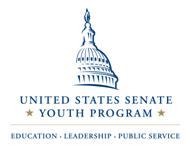 UNITED STATES SENATE
YOUTH PROGRAM
EDUCATION · LEADERSHIP · PUBLIC SERVICE